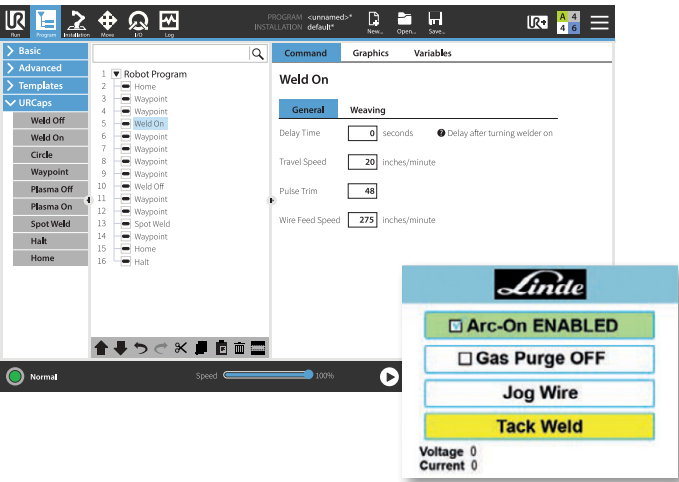 PROGRAM <unnamed>*
INSTALLATION default*
Run
Program
Installation
Move
I/O
Log
New...
Open...
Save...
UR+
A 4
4 6
Basic
Advanced
Templates
URCaps
Weld Off
Weld On
Circle
Waypoint
Plasma Off
Plasma On
Spot Weld
Halt
Home
1 Robot Program
2 Home
3 Waypoint
4 Waypoint
5 Weld On
6 Waypoint
7 Waypoint
8 Waypoint
9 Waypoint
10 Weld Off
11 Waypoint
12 Waypoint
13 Spot Weld
14 Waypoint
15 Home
16 Halt
Command Graphics Variables
Weld On
General Weaving
Delay Time 0 seconds ? Delay after turning welder on
Travel Speed 20 inches/minute
Pulse Trim 48
Wire Feed Speed 275 inches/minute
Normal
Speed 100%
Linde
Arc-On ENABLED
Gas Purge OFF
Jog Wire
Tack Weld
Voltage 0
Current 0